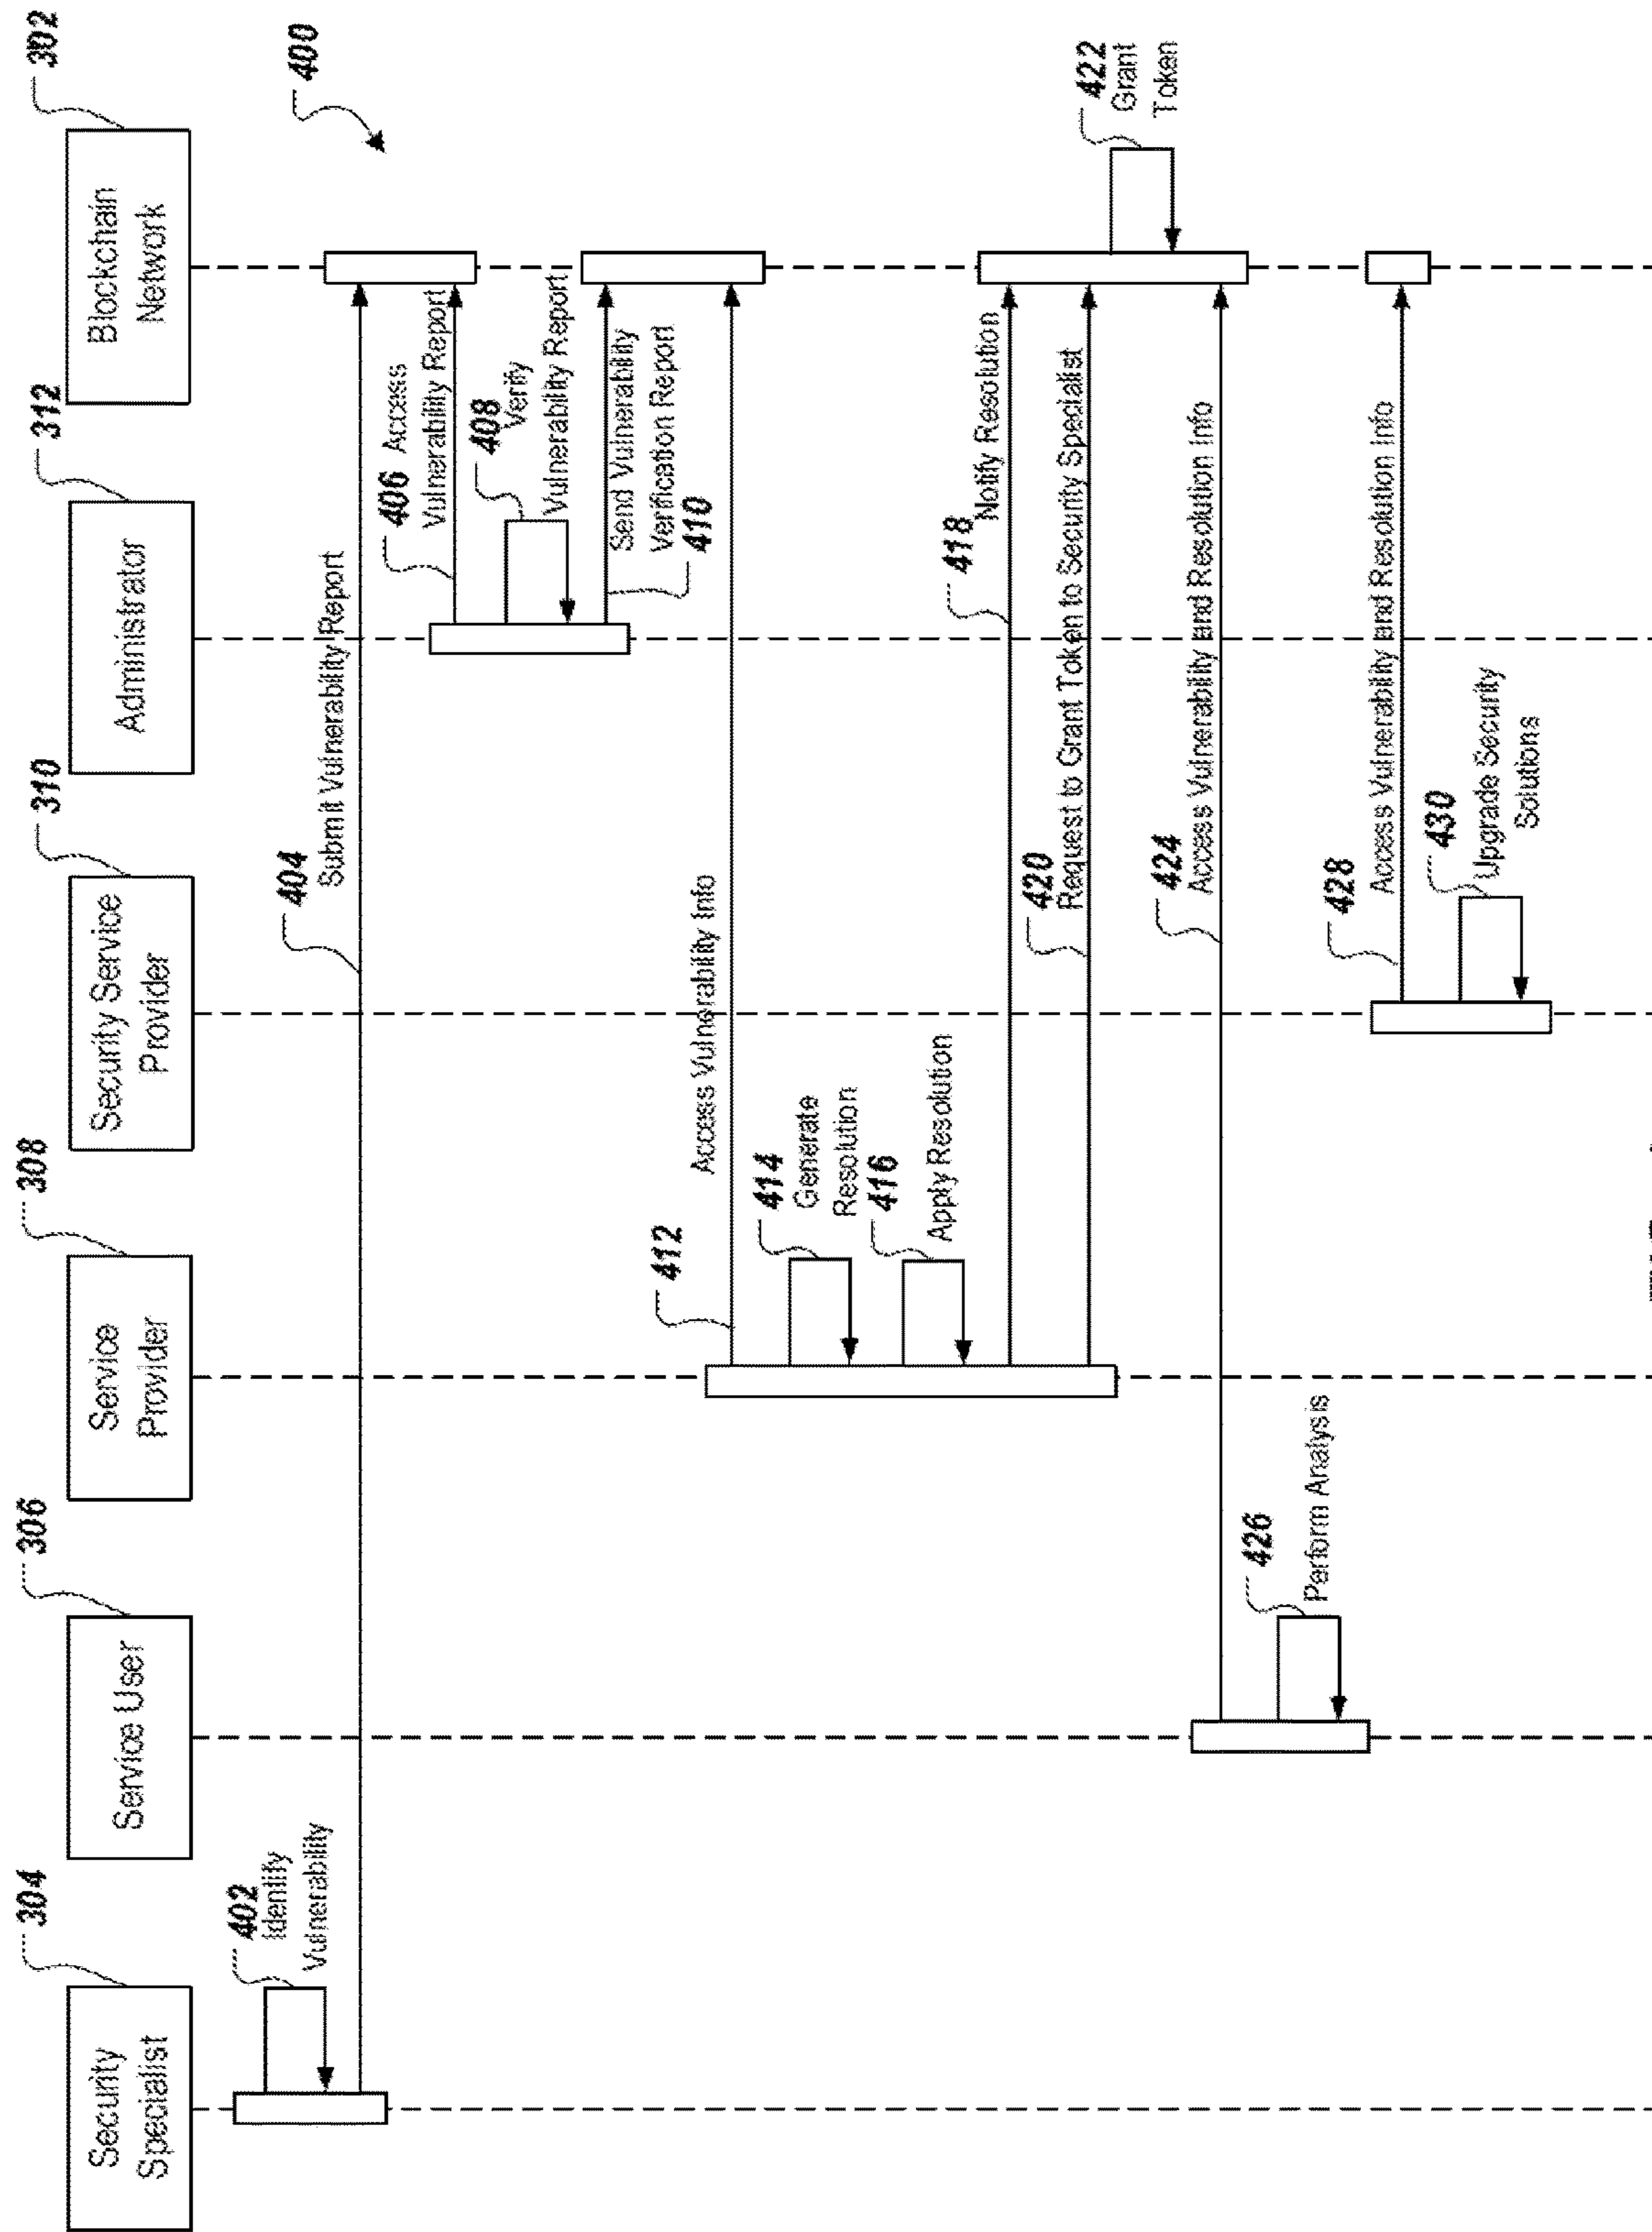 304
306
308
310
312
302
Security
Specialist
Service User
Service
Provider
Security Service
Provider
Administrator
Blockchain
Network
400
402
Identify
Vulnerability
404
Submit Vulnerability Report
406 Access
Vulnerability Report
408
Verify
Vulnerability Report
Send Vulnerability
Verification Report
410
412
Access Vulnerability Info
414
Generate
Resolution
416
Apply Resolution
418
Notify Resolution
420
Request to Grant Token to Security Specialist
422
Grant
Token
424
Access Vulnerability and Resolution Info
426
Perform Analysis
428
Access Vulnerability and Resolution Info
430
Upgrade Security
Solutions